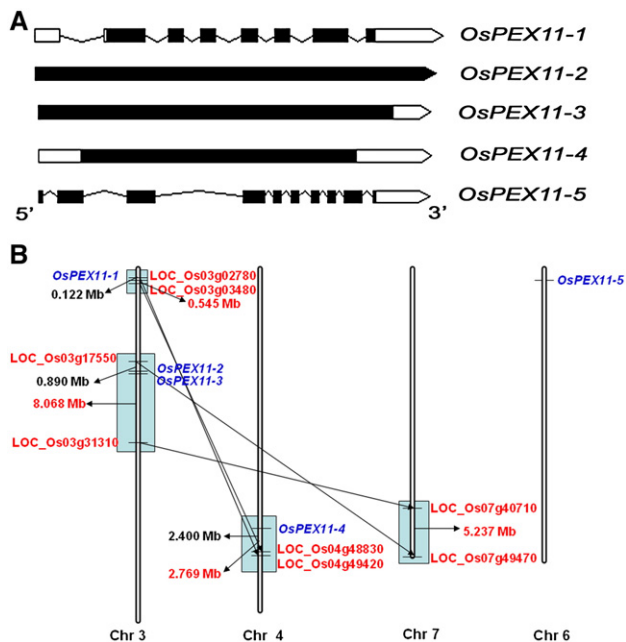 A
OsPEX11-1
OsPEX11-2
OsPEX11-3
OsPEX11-4
OsPEX11-5
5' 3'
B
OsPEX11-1 LOC_Os03g02780 OsPEX11-5
0.122 Mb LOC_Os03g03480
0.545 Mb
LOC_Os03g17550
OsPEX11-2
0.890 Mb OsPEX11-3
8.068 Mb
LOC_Os03g31310
LOC_Os07g40710
OsPEX11-4
2.400 Mb 5.237 Mb
LOC_Os04g48830
LOC_Os07g49470
2.769 Mb LOC_Os04g49420
Chr 3 Chr 4 Chr 7 Chr 6